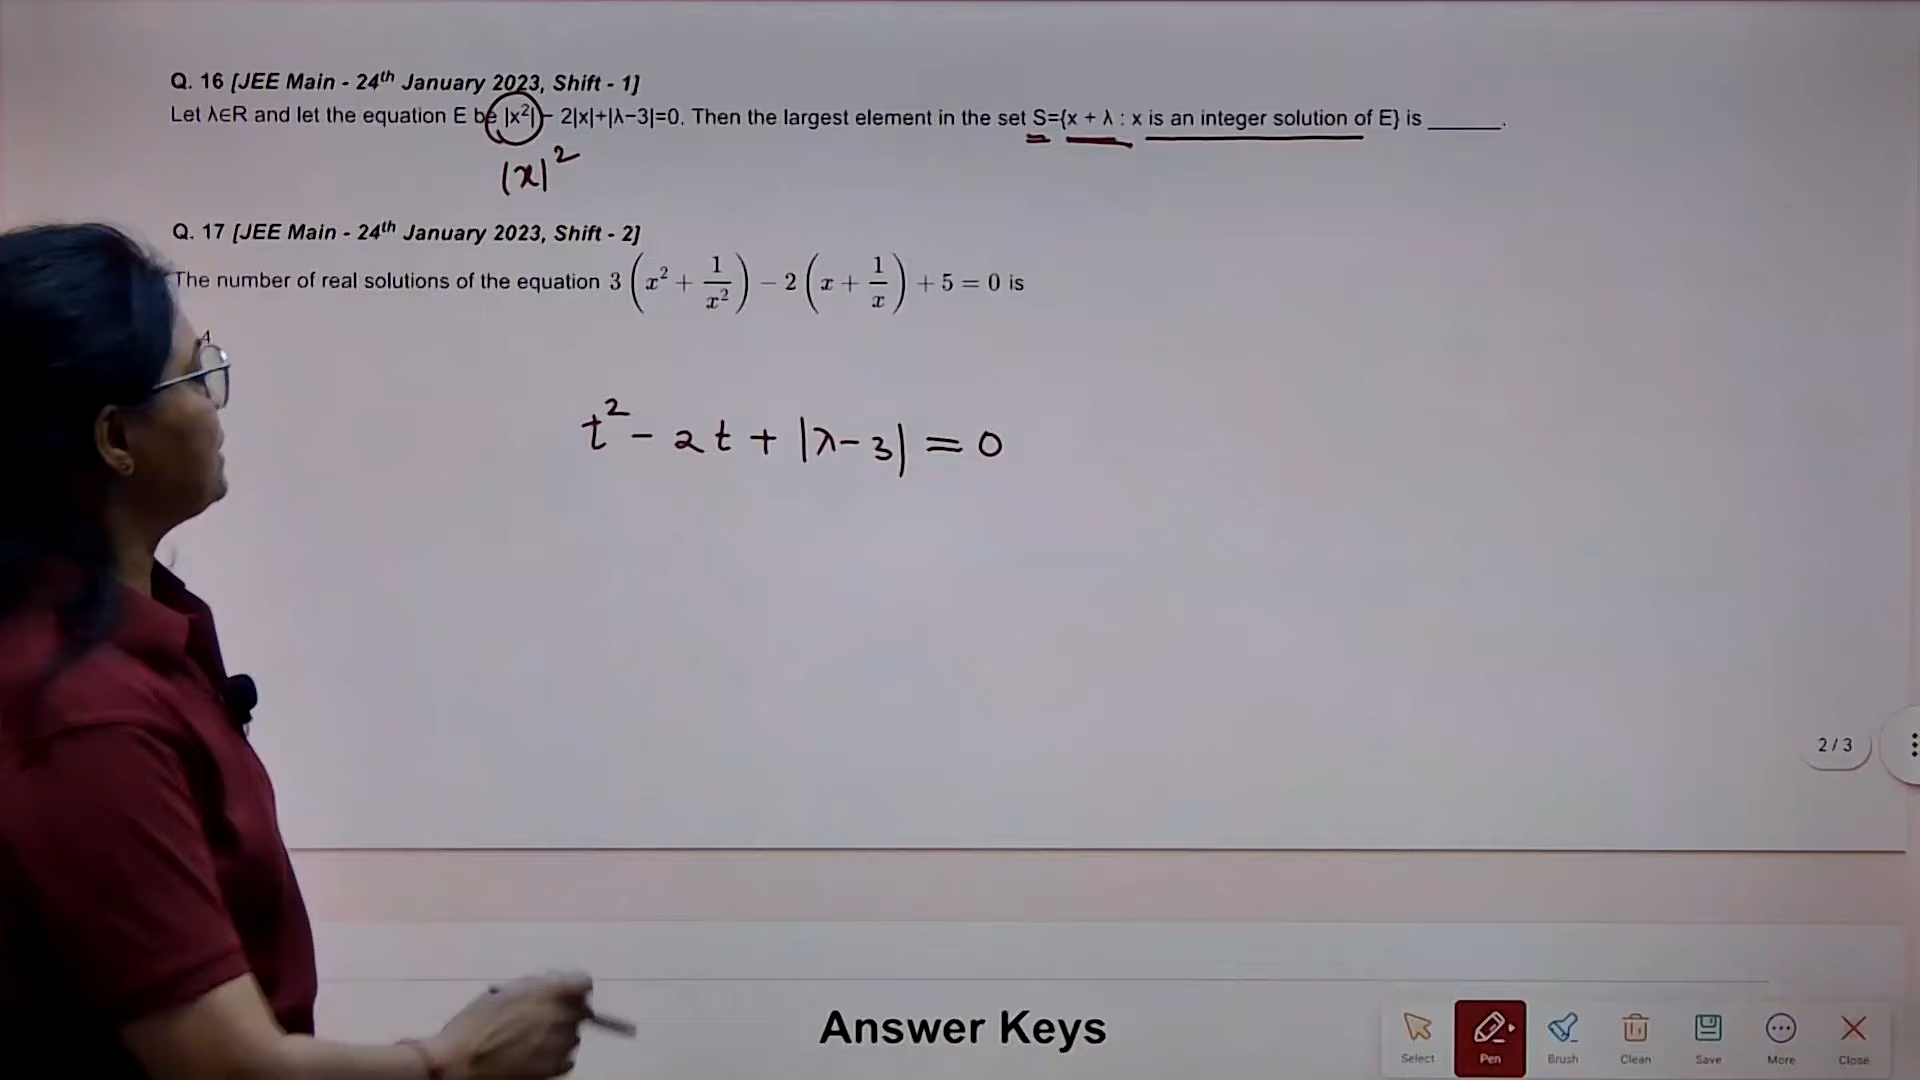 Q. 16 [JEE Main - 24th January 2023, Shift - 1]
Let λ∈R and let the equation E be |x²| - 2|x|+|λ−3|=0. Then the largest element in the set S={x + λ : x is an integer solution of E} is ______.
|x|²
Q. 17 [JEE Main - 24th January 2023, Shift - 2]
The number of real solutions of the equation 3(x² + 1/x²) − 2(x + 1/x) + 5 = 0 is
4
t² - 2t + |λ-3| = 0
2 / 3
Answer Keys
Select Pen Brush Clean Save More Close